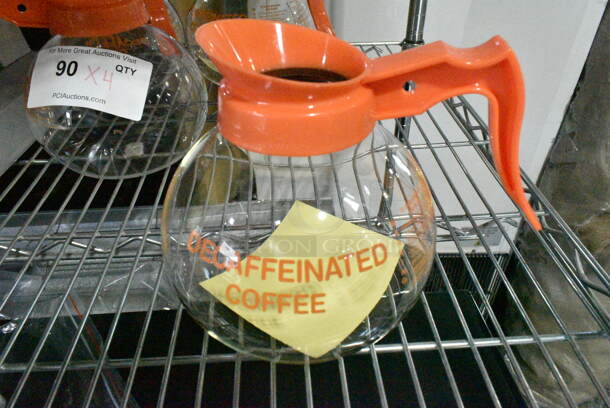 For More Great Auctions Visit
90 x4 QTY
PCIAuctions.com
DECAFFEINATED
COFFEE